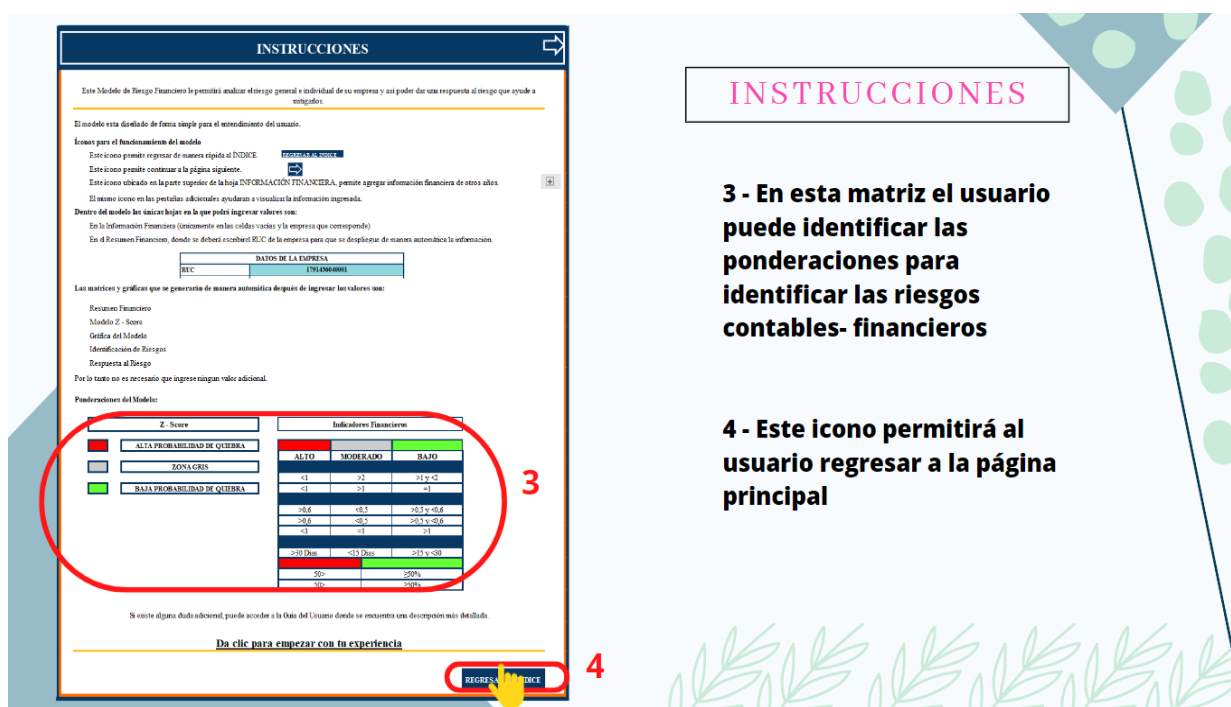 INSTRUCCIONES
Este Modelo de Riesgo Financiero le permitirá analizar el riesgo general e individual de su empresa y asi poder dar una respuesta al riesgo que ayude a
mitigarlos.
El modelo esta diseñado de forma simple para el entendimiento del usuario.
Íconos para el funcionamiento del modelo
Este icono permite regresar de manera rápida al ÍNDICE. REGRESAR AL INDICE
Este icono permite continuar a la página siguiente.
Este icono ubicado en la parte superior de la hoja INFORMACIÓN FINANCIERA, permite agregar información financiera de otros años.
El mismo icono en las pestañas adicionales ayudaran a visualizar la información ingresada.
Dentro del modelo las únicas hojas en la que podrá ingresar valores son:
En la Información Financiera (únicamente en las celdas vacias y la empresa que corresponde)
En el Resumen Financiero, donde se deberá escribir el RUC de la empresa para que se despliegue de manera automática la información.
DATOS DE LA EMPRESA
RUC 1791436040001
Las matrices y gráficas que se generarán de manera automática después de ingresar los valores son:
Resumen Financiero
Modelo Z - Score
Gráfica del Modelo
Identificación de Riesgos
Respuesta al Riesgo
Por lo tanto no es necesario que ingrese ningun valor adicional.
Ponderaciones del Modelo:
Z - Score
ALTA PROBABILIDAD DE QUIEBRA
ZONA GRIS
BAJA PROBABILIDAD DE QUIEBRA
Indicadores Financieros
ALTO MODERADO BAJO
<1 >2 >1 y <2
<1 >1 =1
>0,6 <0,5 >0,5 y <0,6
>0,6 <0,5 >0,5 y <0,6
<1 =1 >1
>30 Dias <15 Dias >15 y <30
50> ≥50%
50> ≥50%
3
Si existe alguna duda adicional, puede acceder a la Guia del Usuario donde se encuentra una descripción más detallada.
Da clic para empezar con tu experiencia
4
INSTRUCCIONES
3 - En esta matriz el usuario
puede identificar las
ponderaciones para
identificar las riesgos
contables- financieros
4 - Este icono permitirá al
usuario regresar a la página
principal